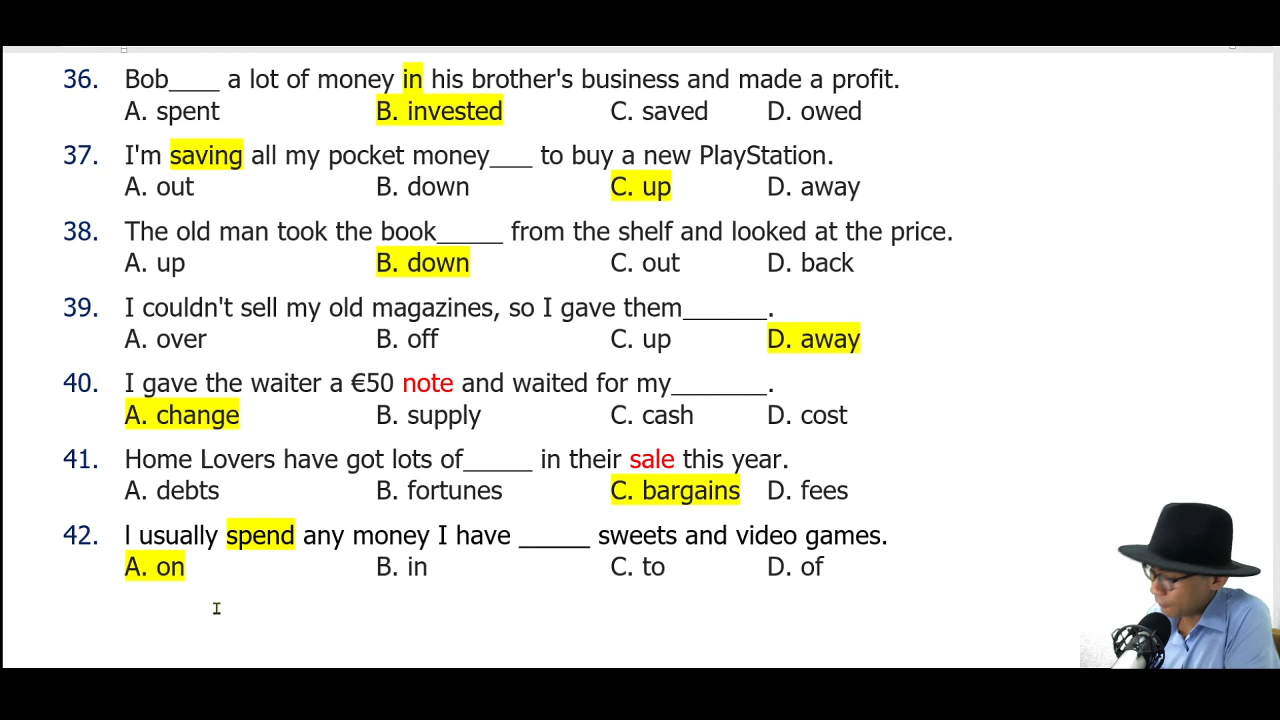 36. Bob____ a lot of money in his brother's business and made a profit.
A. spent B. invested C. saved D. owed
37. I'm saving all my pocket money___ to buy a new PlayStation.
A. out B. down C. up D. away
38. The old man took the book_____ from the shelf and looked at the price.
A. up B. down C. out D. back
39. I couldn't sell my old magazines, so I gave them______.
A. over B. off C. up D. away
40. I gave the waiter a €50 note and waited for my_______.
A. change B. supply C. cash D. cost
41. Home Lovers have got lots of_____ in their sale this year.
A. debts B. fortunes C. bargains D. fees
42. I usually spend any money I have _____ sweets and video games.
A. on B. in C. to D. of